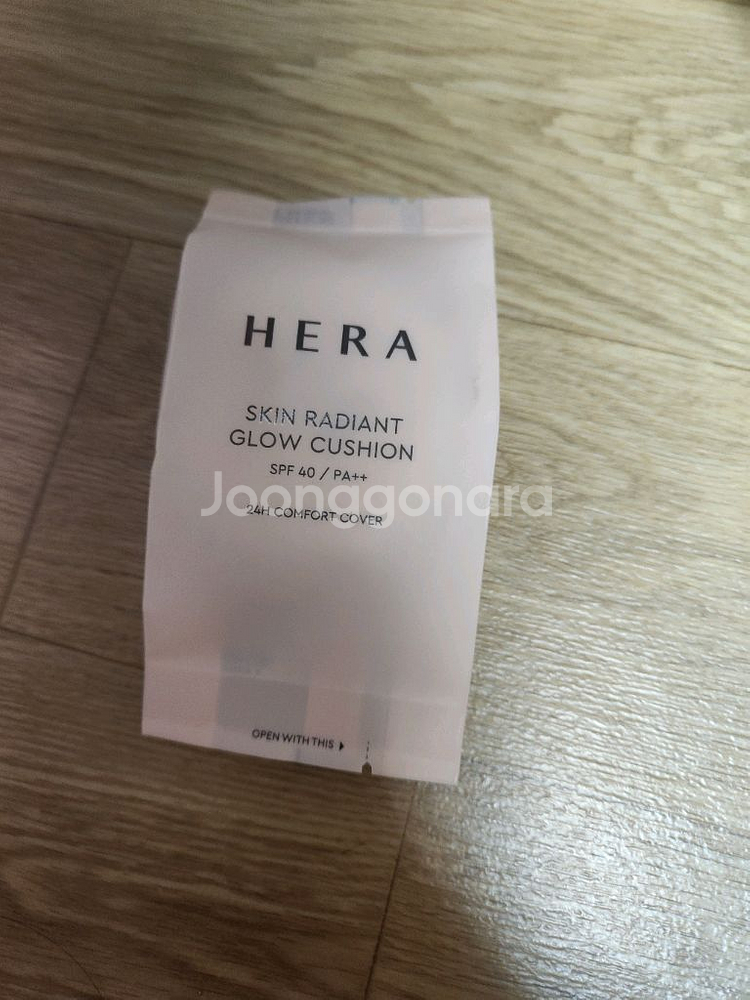 HERA
SKIN RADIANT
GLOW CUSHION
SPF 40 / PA++
Joonggonara
24H COMFORT COVER
OPEN WITH THIS ▶